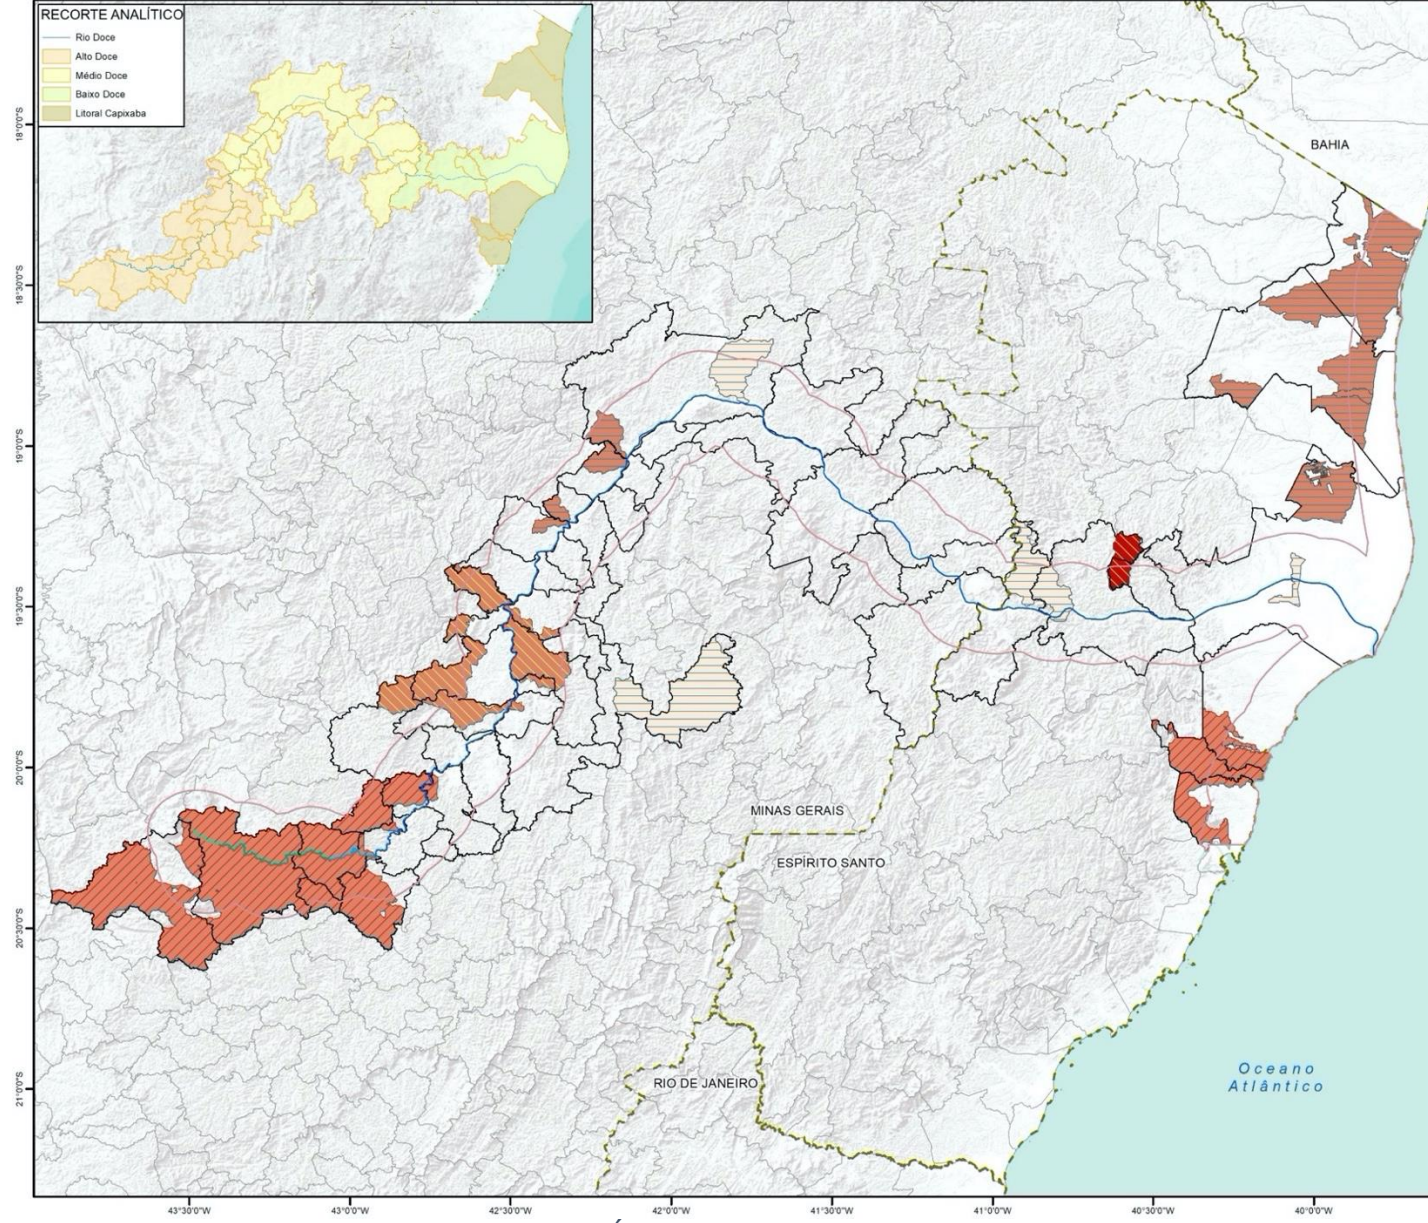 RECORTE ANALÍTICO
Rio Doce
Alto Doce
Médio Doce
Baixo Doce
Litoral Capixaba
BAHIA
MINAS GERAIS
ESPÍRITO SANTO
RIO DE JANEIRO
Oceano
Atlântico
18°0'0"S
18°30'0"S
19°0'0"S
19°30'0"S
20°0'0"S
20°30'0"S
21°0'0"S
43°30'0"W
43°0'0"W
42°30'0"W
42°0'0"W
41°30'0"W
41°0'0"W
40°30'0"W
40°0'0"W